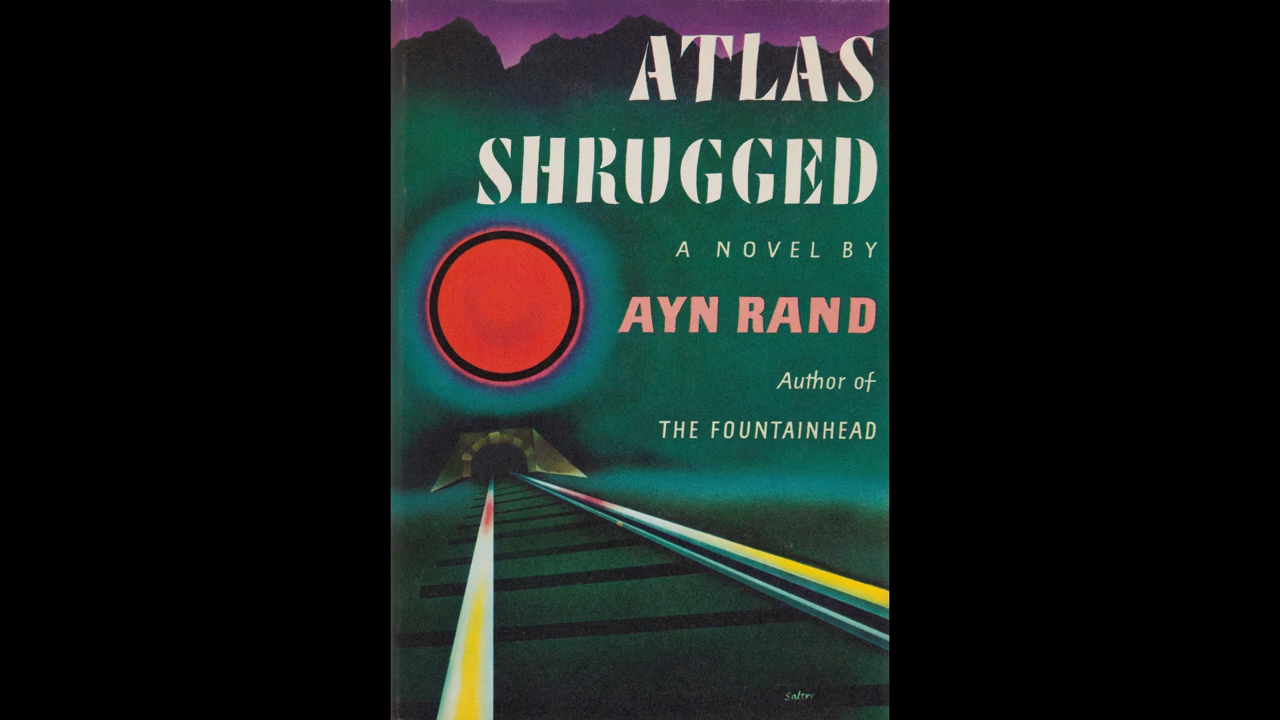 ATLAS
SHRUGGED
A NOVEL BY
AYN RAND
Author of
THE FOUNTAINHEAD